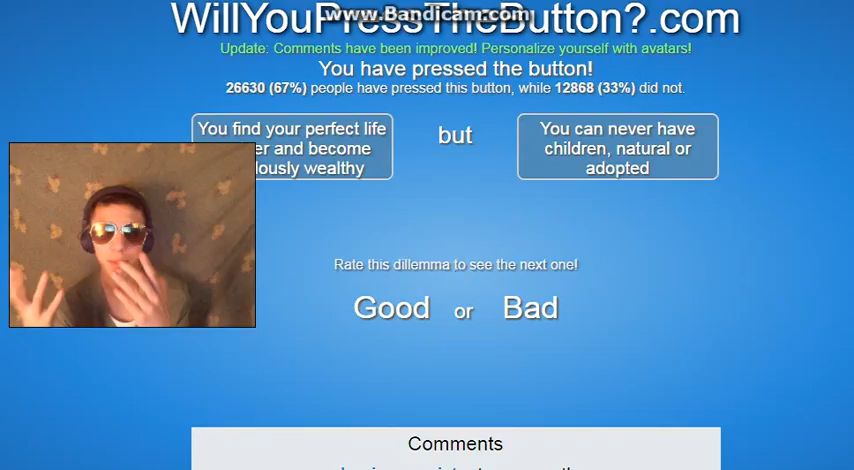 WillYouPressTheButton?.com
www.Bandicam.com
Update: Comments have been improved! Personalize yourself with avatars!
You have pressed the button!
26630 (67%) people have pressed this button, while 12868 (33%) did not.
You find your perfect life
and become
wealthy
but
You can never have
children, natural or
adopted
Rate this dillemma to see the next one!
Good or Bad
Comments